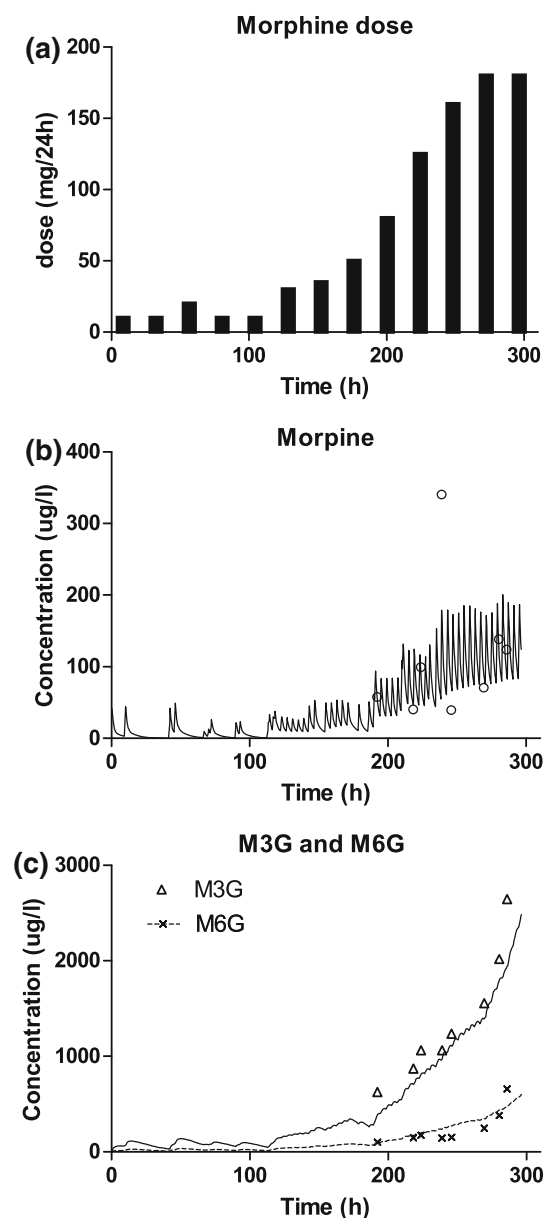 Morphine dose
(a)
200
150
100
50
0
dose (mg/24h)
0 100 200 300
Time (h)
Morpine
(b)
400
300
200
100
0
Concentration (ug/l)
0 100 200 300
Time (h)
M3G and M6G
(c)
3000
2000
1000
0
Concentration (ug/l)
M3G
M6G
0 100 200 300
Time (h)